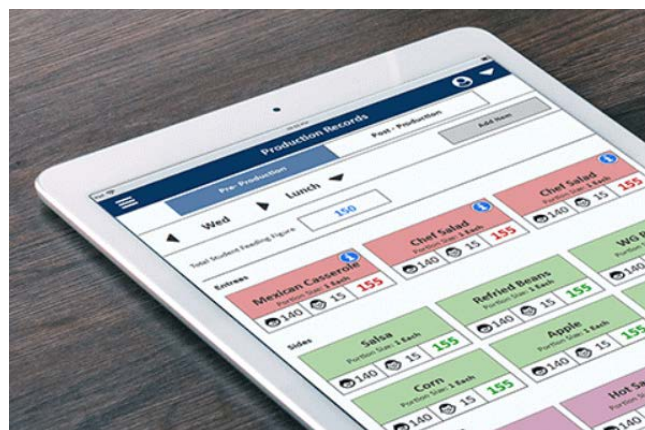 Production Records
Pre- Production
Post - Production
Add Item
Wed
Lunch
Total Student Feeding Figure
150
Entrees
Mexican Casserole
Portion Size: 1 Each
140 15 155
Chef Salad
Portion Size: 1 Each
140 15 155
Chef Salad
Portion Size: 1 Each
140 15 155
Sides
Salsa
Portion Size: 1 Each
140 15 155
Refried Beans
Portion Size: 1 Each
140 15 155
WG
140
Corn
Portion Size: 1 Each
140 15 155
Apple
Portion Size: 1 Each
140 15 155
Hot
140